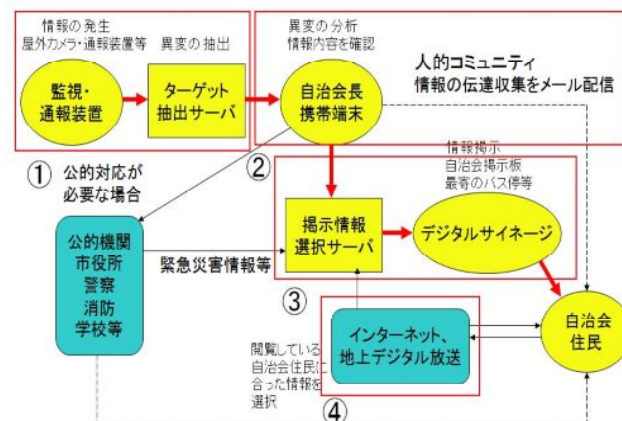 情報の発生
屋外カメラ・通報装置等
異変の抽出
監視・
通報装置
ターゲット
抽出サーバ
異変の分析
情報内容を確認
自治会長
携帯端末
人的コミュニティ
情報の伝達収集をメール配信
①
公的対応が
必要な場合
②
情報掲示
自治会掲示板
最寄のバス停等
掲示情報
選択サーバ
デジタルサイネージ
公的機関
市役所
警察
消防
学校等
緊急災害情報等
③
閲覧している
自治会住民に
合った情報を
選択
インターネット、
地上デジタル放送
④
自治会
住民